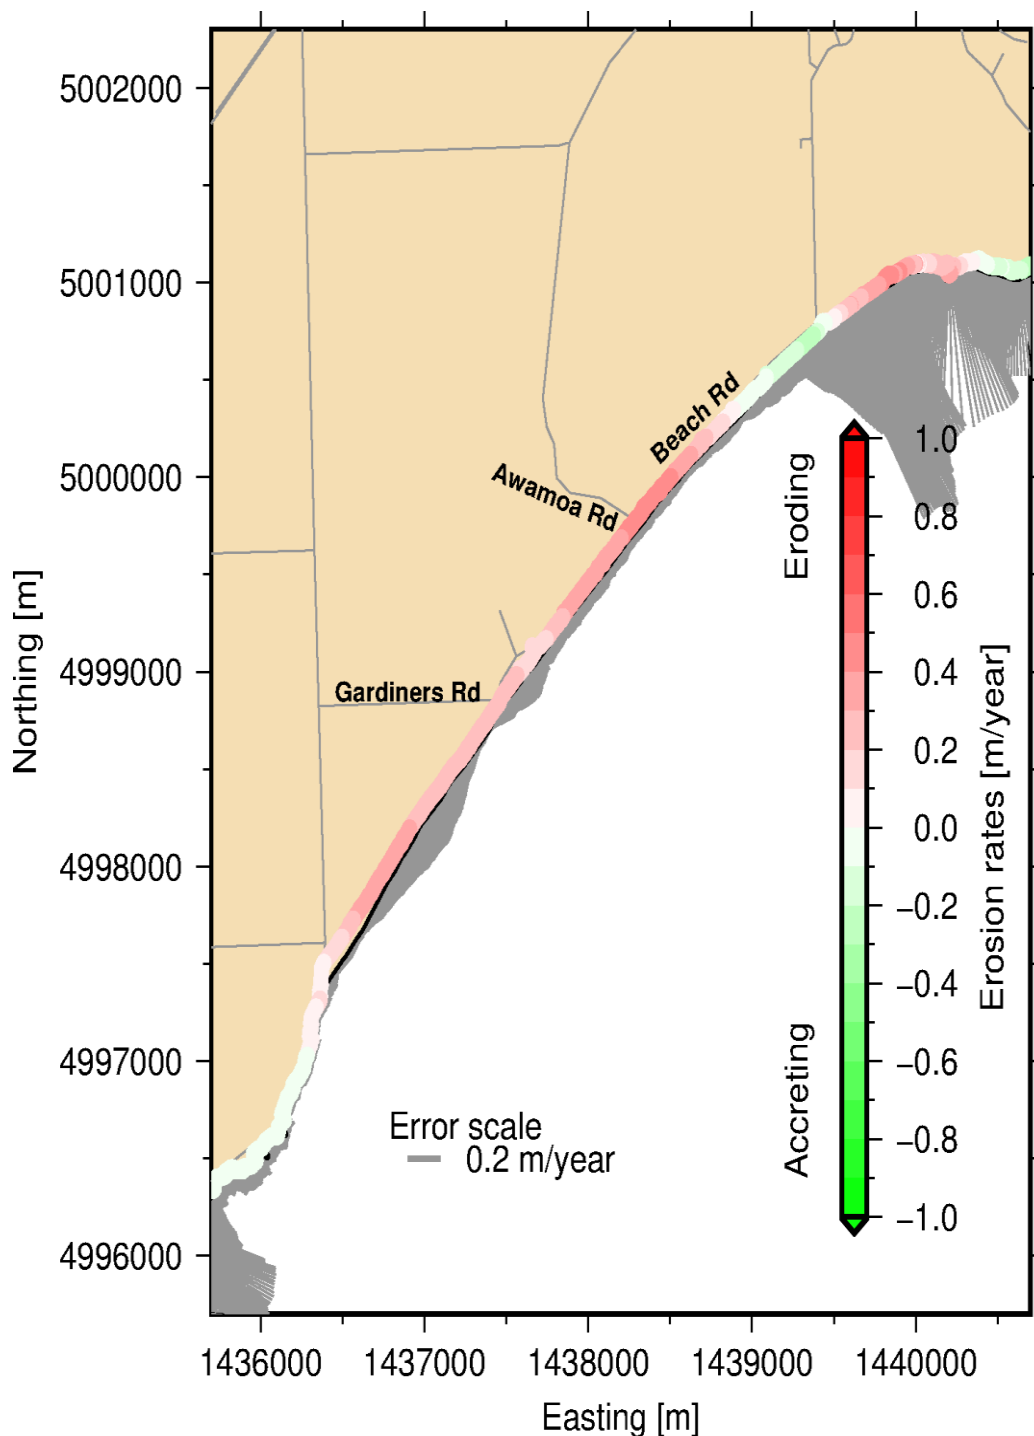 5002000
5001000
5000000
4999000
4998000
4997000
4996000
Northing [m]
Beach Rd
Awamoa Rd
Gardiners Rd
Error scale
0.2 m/year
Eroding
Accreting
1.0
0.8
0.6
0.4
0.2
0.0
−0.2
−0.4
−0.6
−0.8
−1.0
Erosion rates [m/year]
1436000 1437000 1438000 1439000 1440000
Easting [m]